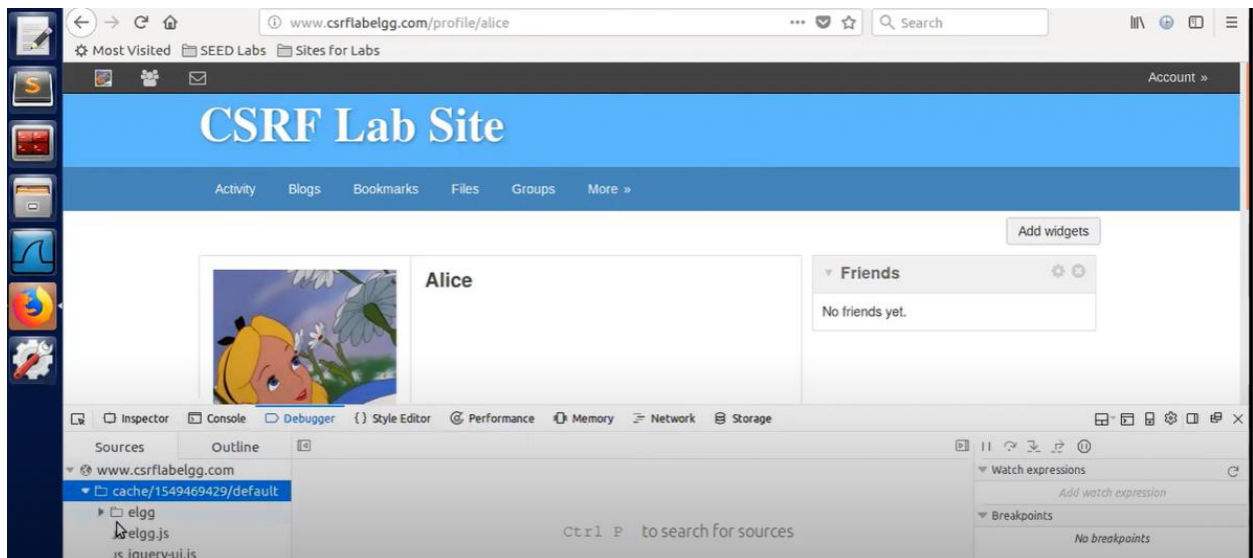 www.csrflabelgg.com/profile/alice
Search
Most Visited SEED Labs Sites for Labs
Account »
CSRF Lab Site
Activity Blogs Bookmarks Files Groups More »
Add widgets
Alice
Friends
No friends yet.
Inspector Console Debugger {} Style Editor Performance Memory Network Storage
Sources Outline
www.csrflabelgg.com
Watch expressions
cache/1549469429/default
Add watch expression
elgg
Breakpoints
elgg.js
Ctrl P to search for sources
No breakpoints
jquery-ui.js